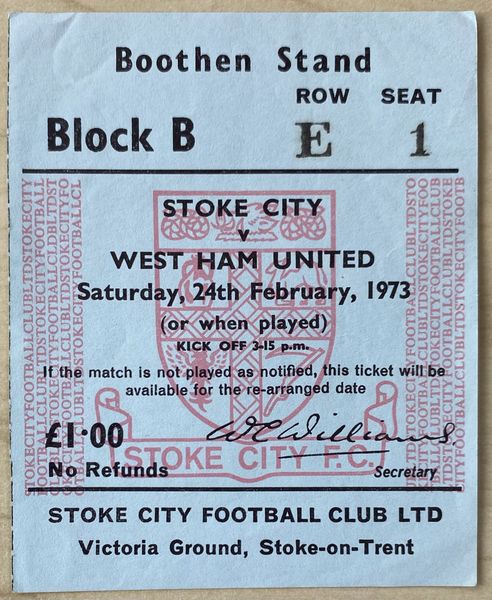 Boothen Stand
ROW SEAT
Block B E 1
STOKE CITY
v
WEST HAM UNITED
Saturday, 24th February, 1973
(or when played)
KICK OFF 3-15 p.m.
If the match is not played as notified, this ticket will be
available for the re-arranged date
£1·00
WC Williams.
STOKE CITY F.C.
No Refunds
Secretary
STOKE CITY FOOTBALL CLUB LTD
Victoria Ground, Stoke-on-Trent